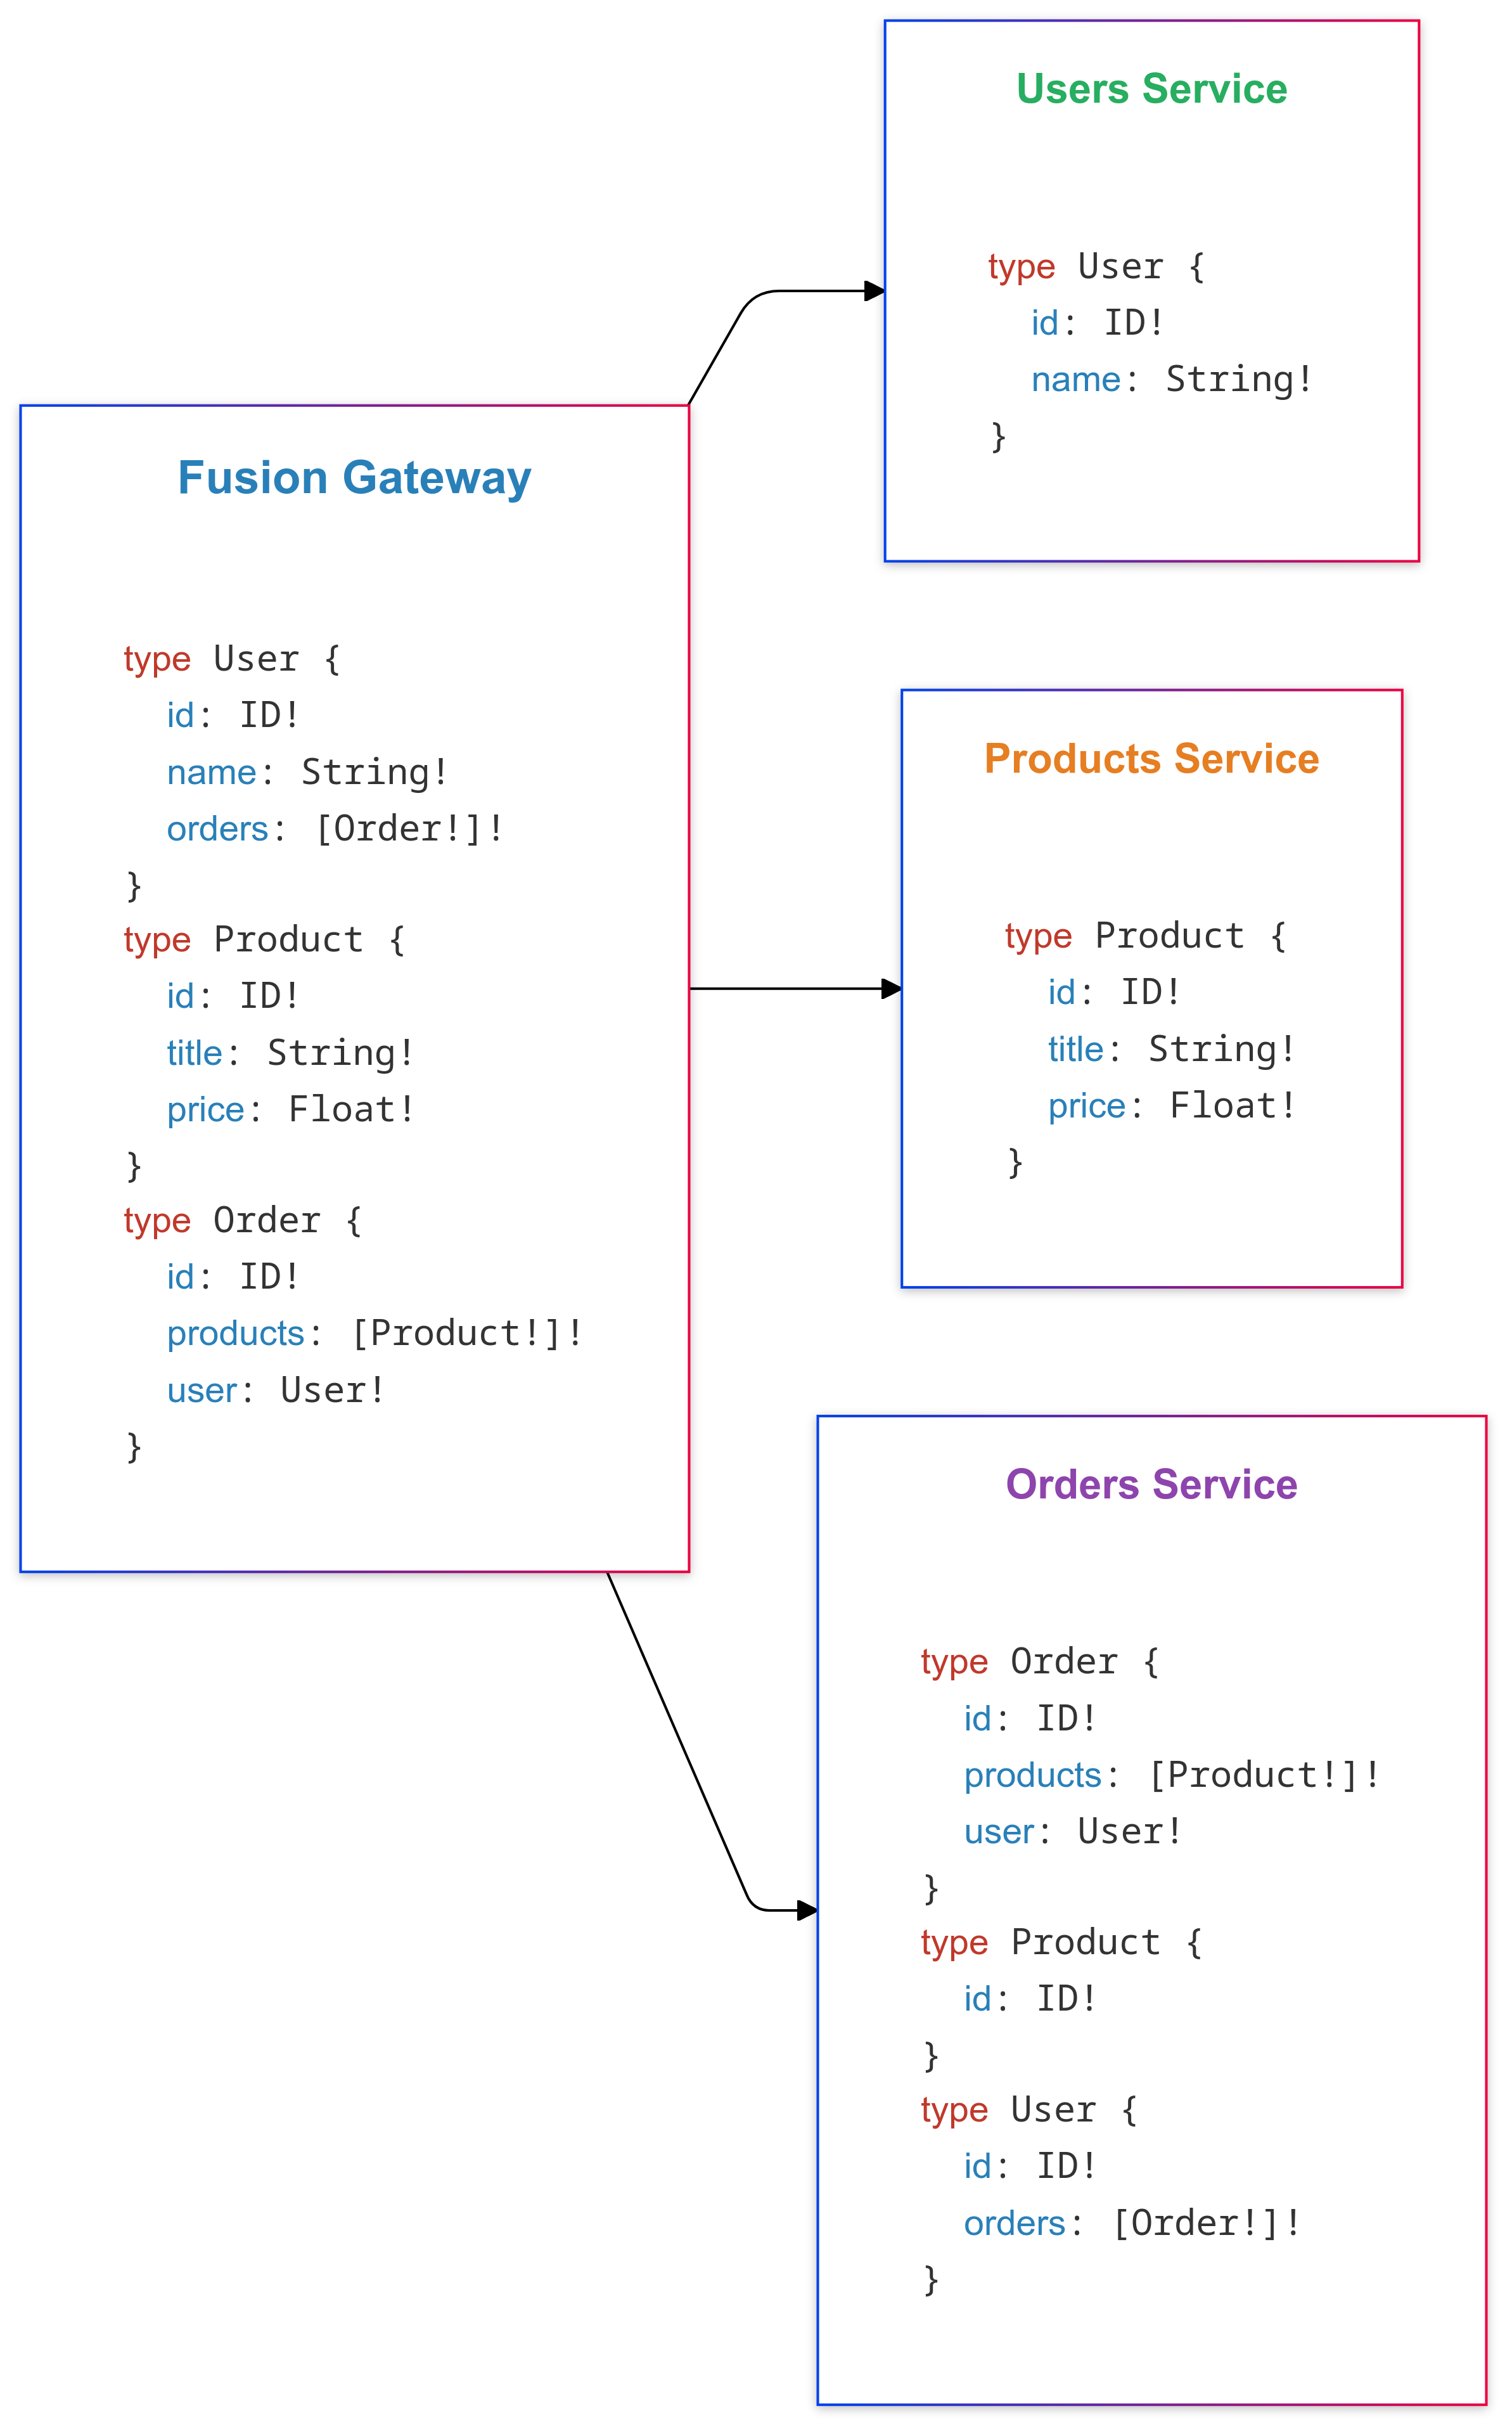 Users Service
type User {
  id: ID!
  name: String!
}
Fusion Gateway
type User {
  id: ID!
  name: String!
  orders: [Order!]!
}
type Product {
  id: ID!
  title: String!
  price: Float!
}
type Order {
  id: ID!
  products: [Product!]!
  user: User!
}
Products Service
type Product {
  id: ID!
  title: String!
  price: Float!
}
Orders Service
type Order {
  id: ID!
  products: [Product!]!
  user: User!
}
type Product {
  id: ID!
}
type User {
  id: ID!
  orders: [Order!]!
}